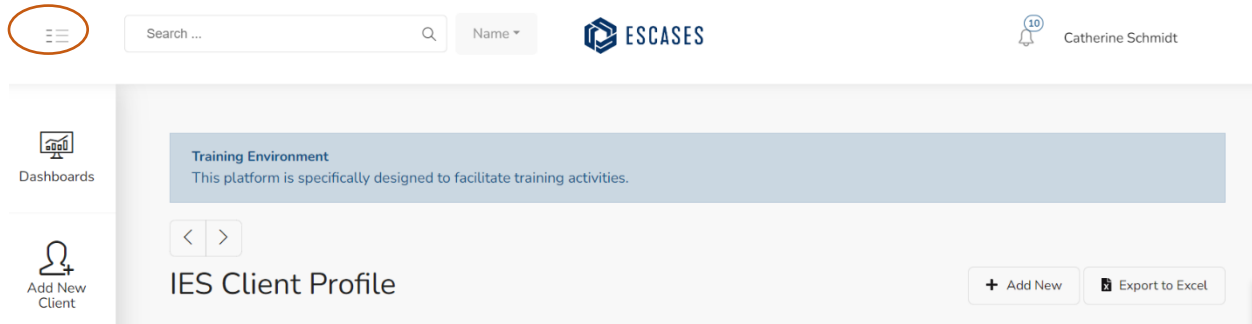 Search ...
Name
ESCASES
10
Catherine Schmidt
Dashboards
Training Environment
This platform is specifically designed to facilitate training activities.
Add New
Client
IES Client Profile
+ Add New
Export to Excel